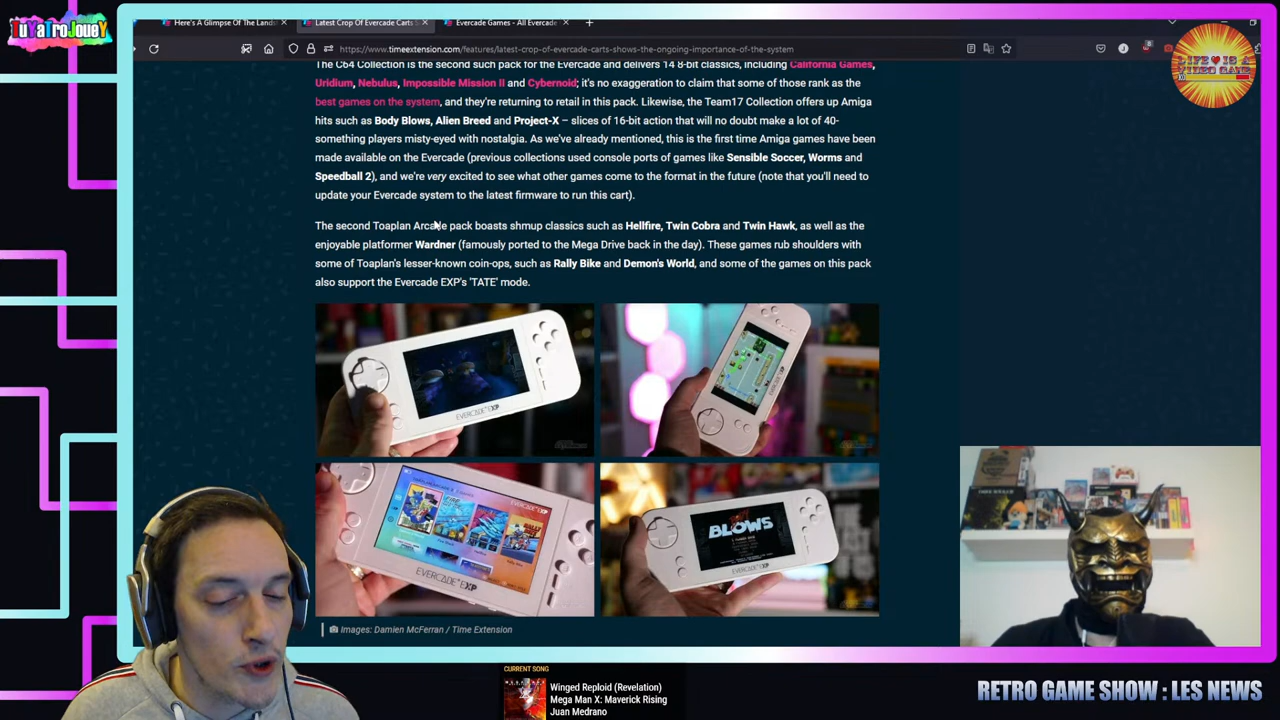 TuYaTroJoueY
Here's A Glimpse Of The Lands
Latest Crop Of Evercade Carts S
Evercade Games - All Evercade
https://www.timeextension.com/features/latest-crop-of-evercade-carts-shows-the-ongoing-importance-of-the-system
LIFE IS A VIDEO GAME
The C64 Collection is the second such pack for the Evercade and delivers 14 8-bit classics, including California Games,
Uridium, Nebulus, Impossible Mission II and Cybernoid; it's no exaggeration to claim that some of those rank as the
best games on the system, and they're returning to retail in this pack. Likewise, the Team17 Collection offers up Amiga
hits such as Body Blows, Alien Breed and Project-X – slices of 16-bit action that will no doubt make a lot of 40-
something players misty-eyed with nostalgia. As we've already mentioned, this is the first time Amiga games have been
made available on the Evercade (previous collections used console ports of games like Sensible Soccer, Worms and
Speedball 2), and we're very excited to see what other games come to the format in the future (note that you'll need to
update your Evercade system to the latest firmware to run this cart).
The second Toaplan Arcade pack boasts shmup classics such as Hellfire, Twin Cobra and Twin Hawk, as well as the
enjoyable platformer Wardner (famously ported to the Mega Drive back in the day). These games rub shoulders with
some of Toaplan's lesser-known coin-ops, such as Rally Bike and Demon's World, and some of the games on this pack
also support the Evercade EXP's 'TATE' mode.
EVERCADE EXP
EVERCADE EXP
BLOWS
EVERCADE EXP
Images: Damien McFerran / Time Extension
CURRENT SONG
Winged Reploid (Revelation)
Mega Man X: Maverick Rising
Juan Medrano
RETRO GAME SHOW : LES NEWS